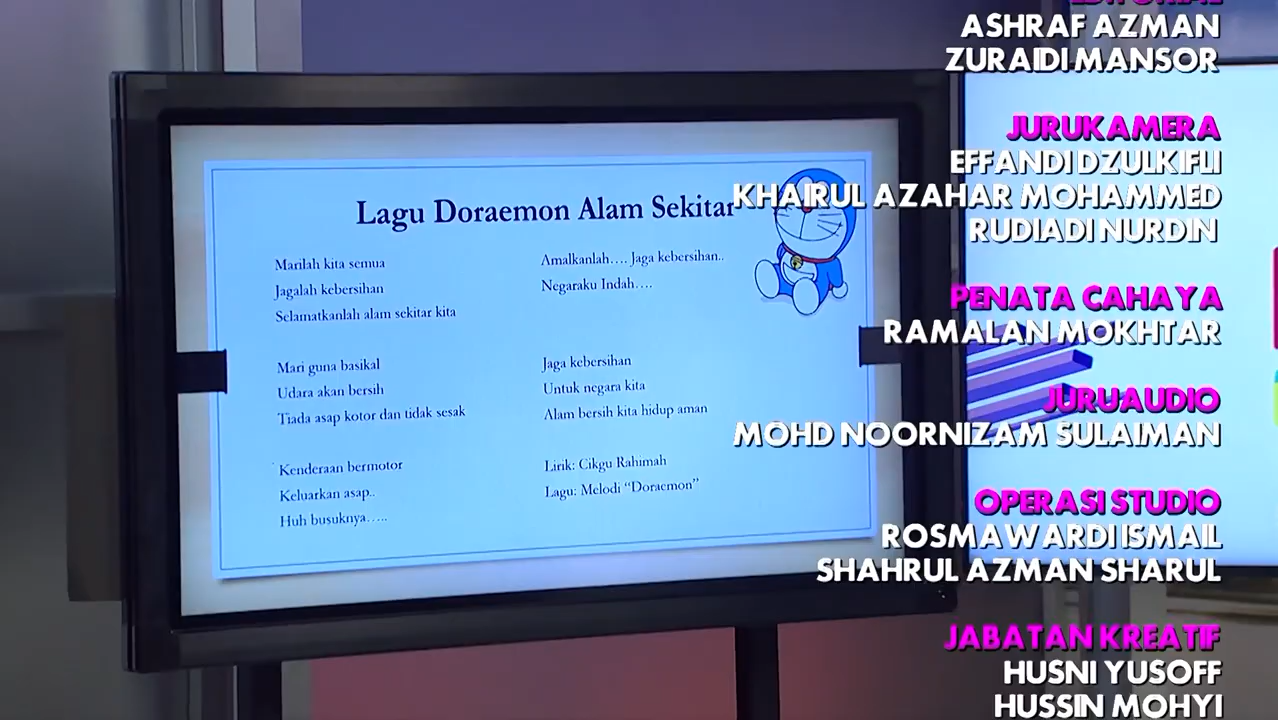 Lagu Doraemon Alam Sekitar
Marilah kita semua
Jagalah kebersihan
Selamatkanlah alam sekitar kita
Mari guna basikal
Udara akan bersih
Tiada asap kotor dan tidak sesak
Kenderaan bermotor
Keluarkan asap..
Huh busuknya.....
Amalkanlah.... Jaga kebersihan..
Negaraku Indah....
Jaga kebersihan
Untuk negara kita
Alam bersih kita hidup aman
Lirik: Cikgu Rahimah
Lagu: Melodi “Doraemon”
ASHRAF AZMAN
ZURAIDI MANSOR
JURUKAMERA
EFFANDI DZULKIFLI
KHAIRUL AZAHAR MOHAMMED
RUDIADI NURDIN
PENATA CAHAYA
RAMALAN MOKHTAR
JURUAUDIO
MOHD NOORNIZAM SULAIMAN
OPERASI STUDIO
ROSMAWARDI ISMAIL
SHAHRUL AZMAN SHARUL
JABATAN KREATIF
HUSNI YUSOFF
HUSSIN MOHYI